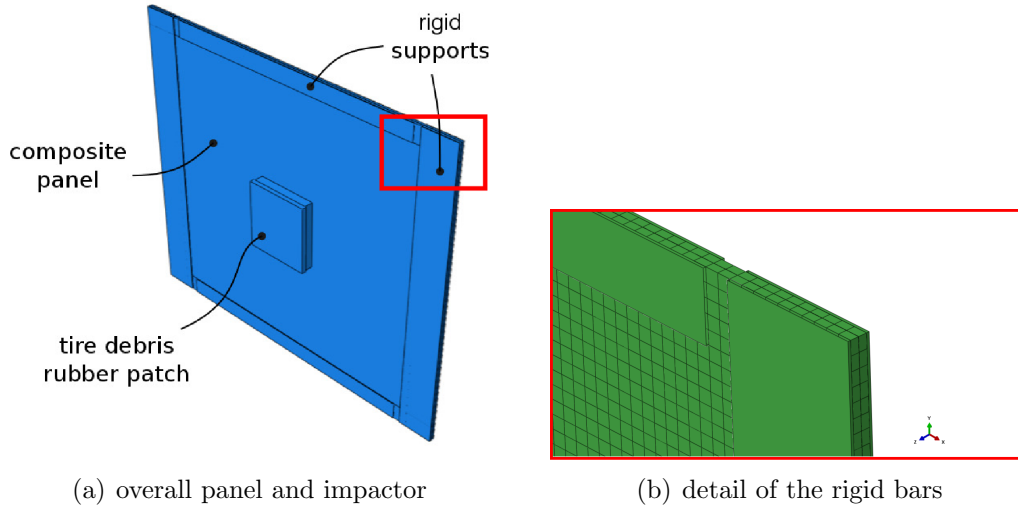 rigid
supports
composite
panel
tire debris
rubber patch
Y
Z
X
(a) overall panel and impactor
(b) detail of the rigid bars